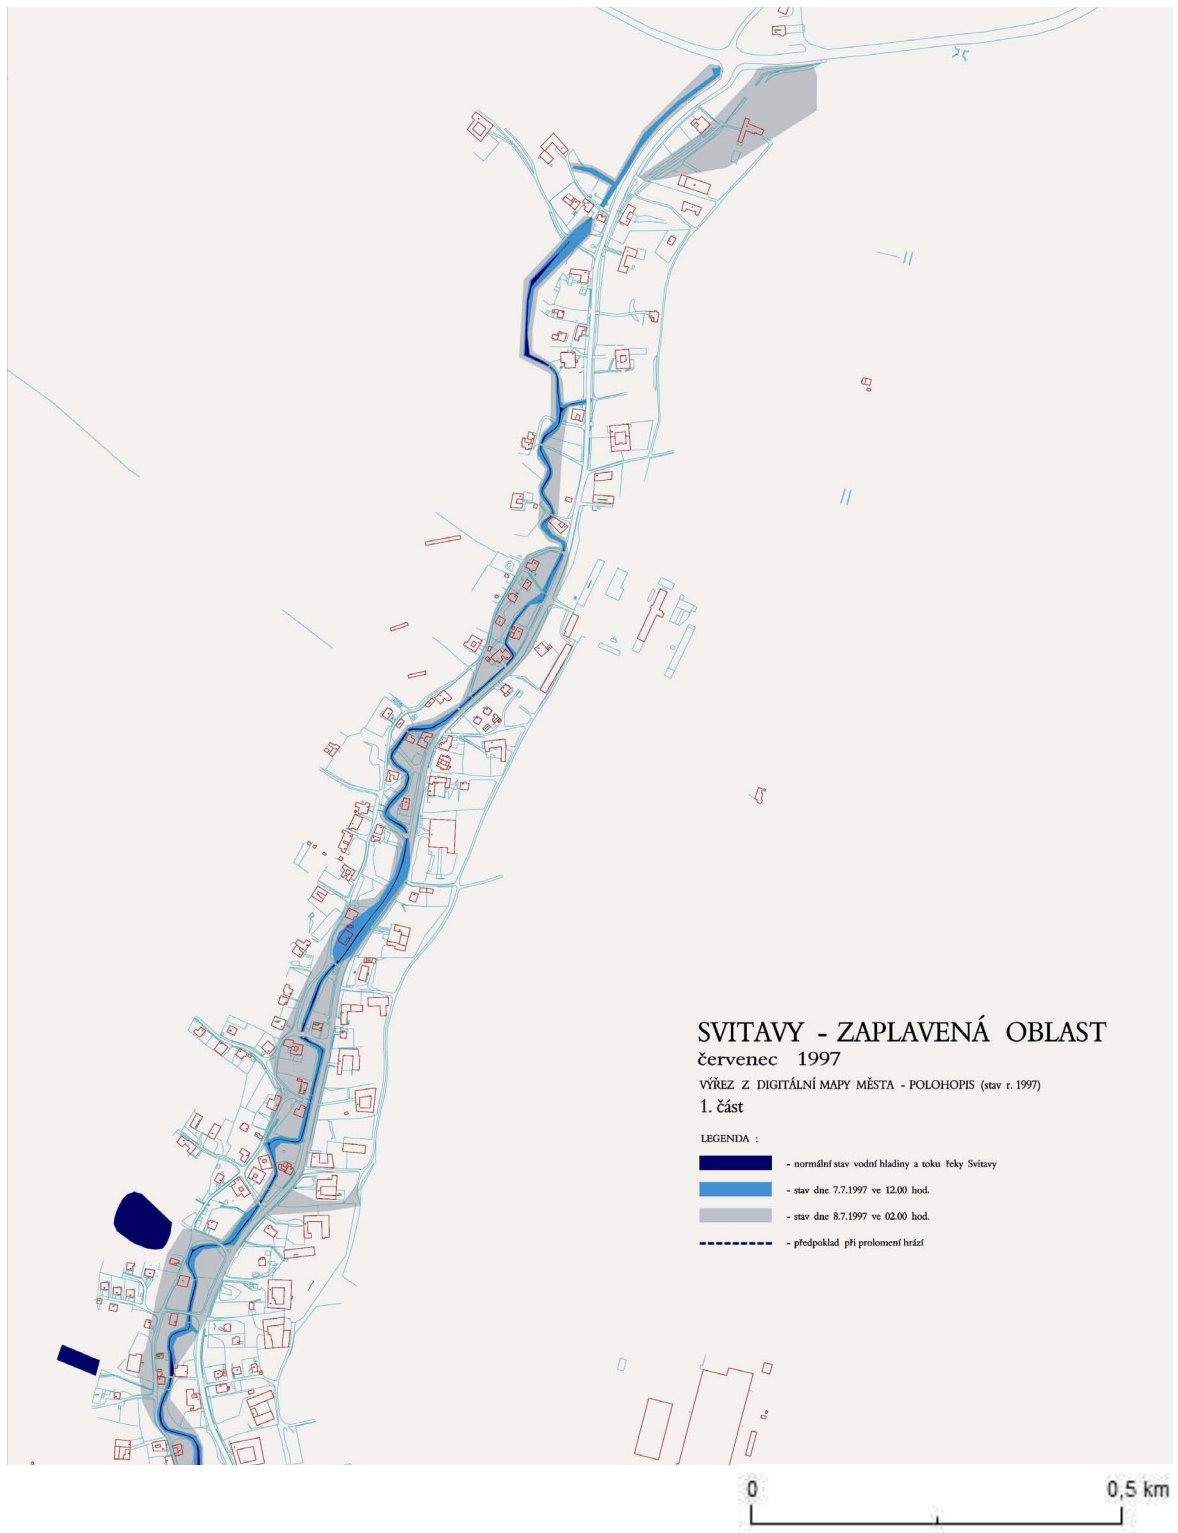 SVITAVY - ZAPLAVENÁ OBLAST
červenec 1997
VÝŘEZ Z DIGITÁLNÍ MAPY MĚSTA - POLOHOPIS (stav r. 1997)
1. část
LEGENDA :
- normální stav vodní hladiny a toku řeky Svitavy
- stav dne 7.7.1997 ve 12.00 hod.
- stav dne 8.7.1997 ve 02.00 hod.
- předpoklad při prolomení hrází
0 0,5 km